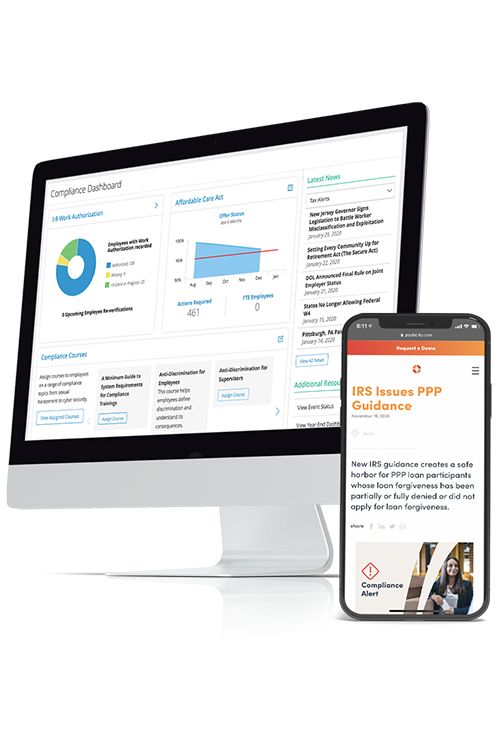 Compliance Dashboard
I-9 Work Authorization
Employees with Work
Authorization recorded
Authorized: 120
Missing: 9
I-9 Event in Progress: 23
0 Upcoming Employee Re-verifications
Affordable Care Act
Offer Status
Last 6 Months
100%
95%
90%
Aug
Sep
Oct
Nov
Dec
Jan
Actions Required
461
FTE Employees
0/0
Latest News
Tax Alerts
New Jersey Governor Signs
Legislation to Battle Worker
Misclassification and Exploitation
January 29, 2020
Setting Every Community Up for
Retirement Act (The Secure Act)
January 22, 2020
DOL Announced Final Rule on Joint
Employer Status
January 21, 2020
States No Longer Allowing Federal
W4
January 15, 2020
Pittsburgh, PA
January 14, 2020
View All News
Additional Resou
View Event Status
View Year End Dashb
Compliance Courses
Assign courses to employees
on a range of compliance
topics from sexual
harassment to cyber security.
View Assigned Courses
A Minimum Guide to
System Requirements
for Compliance
Trainings
Assign Course
Anti-Discrimination for
Employees
This course helps
employees define
discrimination and
understand its
consequences.
Anti-Discrimination for
Supervisors
Assign Course
5:11
paylocity.com
Request a Demo
IRS Issues PPP
Guidance
November 19, 2020
Alerts
New IRS guidance creates a safe
harbor for PPP loan participants
whose loan forgiveness has been
partially or fully denied or did not
apply for loan forgiveness.
share
Compliance
Alert